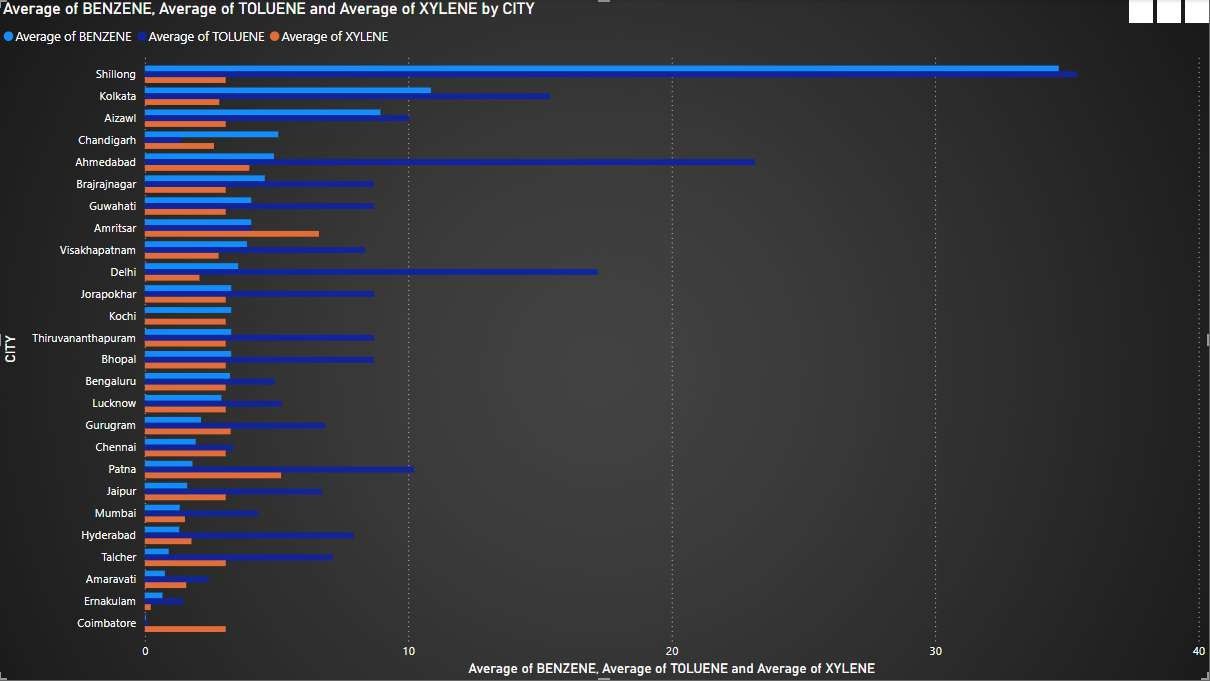 Average of BENZENE, Average of TOLUENE and Average of XYLENE by CITY
Average of BENZENE Average of TOLUENE Average of XYLENE
Shillong
Kolkata
Aizawl
Chandigarh
Ahmedabad
Brajrajnagar
Guwahati
Amritsar
Visakhapatnam
Delhi
Jorapokhar
Kochi
Thiruvananthapuram
Bhopal
Bengaluru
Lucknow
Gurugram
Chennai
Patna
Jaipur
Mumbai
Hyderabad
Talcher
Amaravati
Ernakulam
Coimbatore
CITY
0 10 20 30 40
Average of BENZENE, Average of TOLUENE and Average of XYLENE